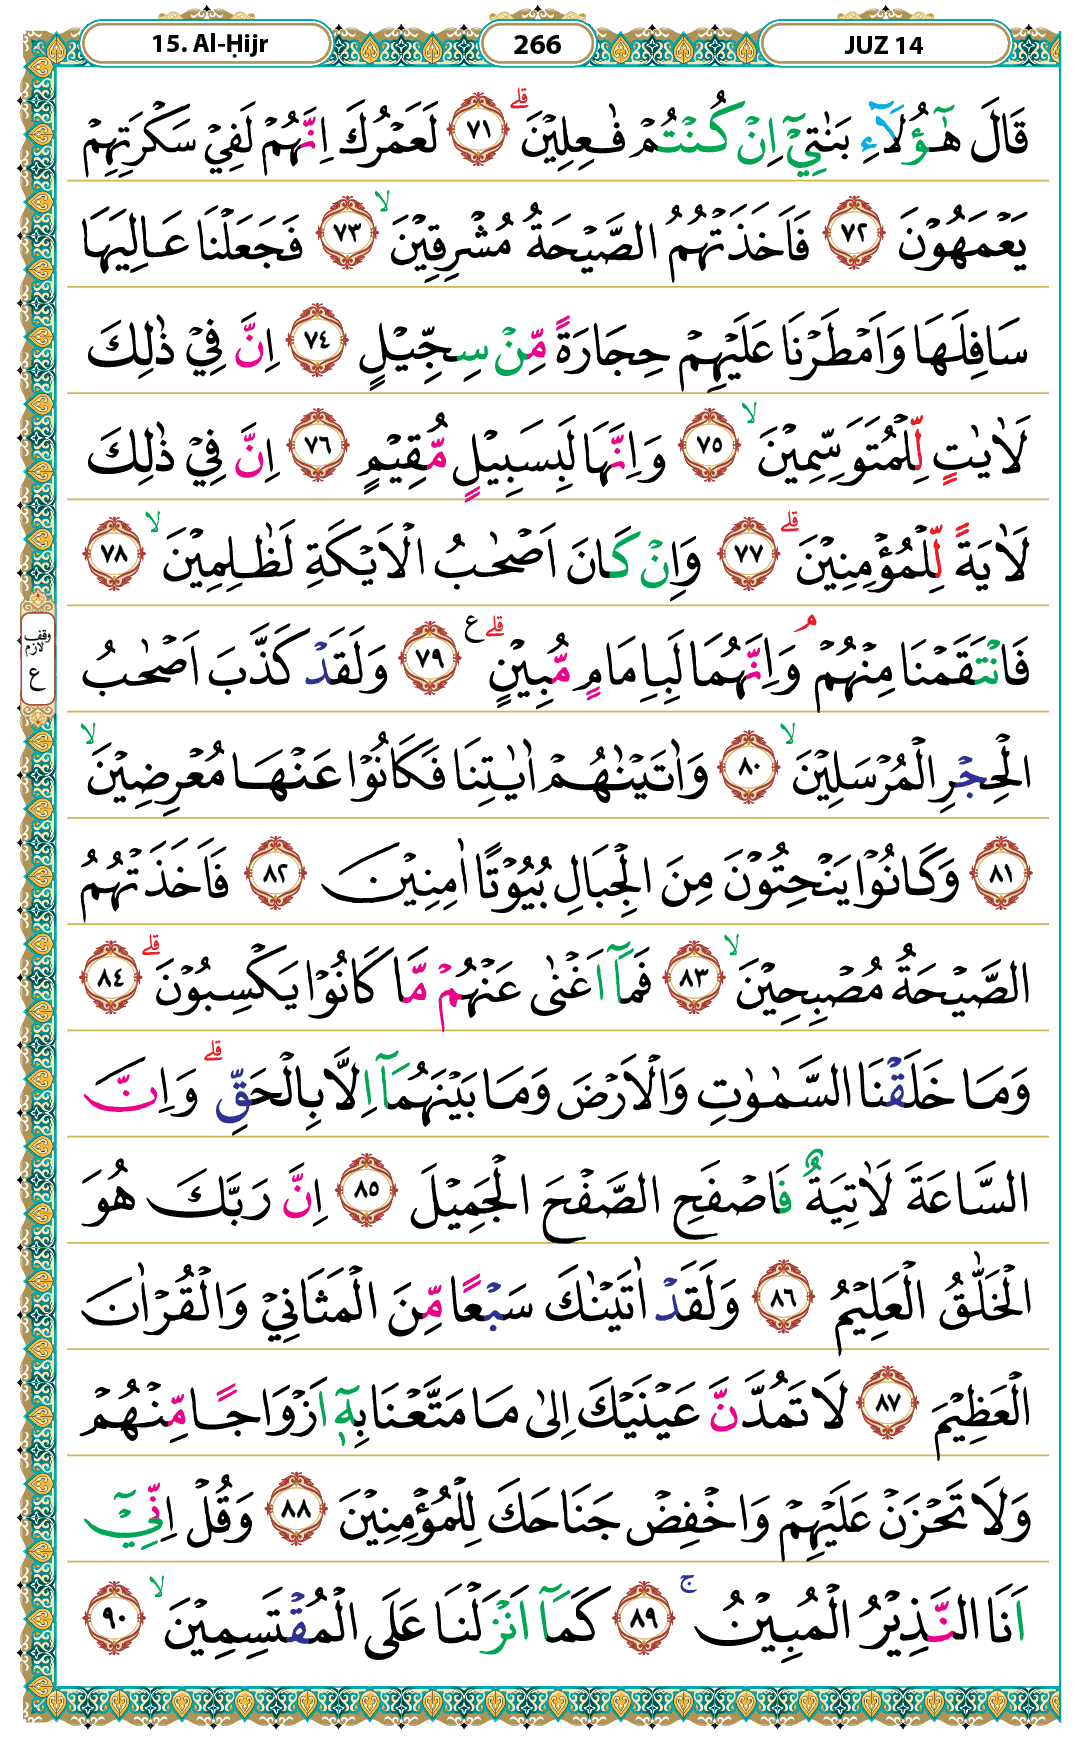 15. Al-Ḥijr
266
JUZ 14
قَالَ هٰٓؤُلَاۤءِ بَنٰتِيْٓ اِنْ كُنْتُمْ فٰعِلِيْنَۗ ٧١ لَعَمْرُكَ اِنَّهُمْ لَفِيْ سَكْرَتِهِمْ
يَعْمَهُوْنَ ٧٢ فَاَخَذَتْهُمُ الصَّيْحَةُ مُشْرِقِيْنَۙ ٧٣ فَجَعَلْنَا عَالِيَهَا
سَافِلَهَا وَاَمْطَرْنَا عَلَيْهِمْ حِجَارَةً مِّنْ سِجِّيْلٍ ٧٤ اِنَّ فِيْ ذٰلِكَ
لَاٰيٰتٍ لِّلْمُتَوَسِّمِيْنَۙ ٧٥ وَاِنَّهَا لَبِسَبِيْلٍ مُّقِيْمٍ ٧٦ اِنَّ فِيْ ذٰلِكَ
لَاٰيَةً لِّلْمُؤْمِنِيْنَۗ ٧٧ وَاِنْ كَانَ اَصْحٰبُ الْاَيْكَةِ لَظٰلِمِيْنَۙ ٧٨
فَانْتَقَمْنَا مِنْهُمْۘ وَاِنَّهُمَا لَبِاِمَامٍ مُّبِيْنٍۗ ع ٧٩ وَلَقَدْ كَذَّبَ اَصْحٰبُ
وقف لازم
ع
الْحِجْرِ الْمُرْسَلِيْنَۙ ٨٠ وَاٰتَيْنٰهُمْ اٰيٰتِنَا فَكَانُوْا عَنْهَا مُعْرِضِيْنَۙ
٨١ وَكَانُوْا يَنْحِتُوْنَ مِنَ الْجِبَالِ بُيُوْتًا اٰمِنِيْنَ ٨٢ فَاَخَذَتْهُمُ
الصَّيْحَةُ مُصْبِحِيْنَۙ ٨٣ فَمَآ اَغْنٰى عَنْهُمْ مَّا كَانُوْا يَكْسِبُوْنَۗ ٨٤
وَمَا خَلَقْنَا السَّمٰوٰتِ وَالْاَرْضَ وَمَا بَيْنَهُمَآ اِلَّا بِالْحَقِّۗ وَاِنَّ
السَّاعَةَ لَاٰتِيَةٌ فَاصْفَحِ الصَّفْحَ الْجَمِيْلَ ٨٥ اِنَّ رَبَّكَ هُوَ
الْخَلّٰقُ الْعَلِيْمُ ٨٦ وَلَقَدْ اٰتَيْنٰكَ سَبْعًا مِّنَ الْمَثَانِيْ وَالْقُرْاٰنَ
الْعَظِيْمَ ٨٧ لَا تَمُدَّنَّ عَيْنَيْكَ اِلٰى مَا مَتَّعْنَا بِهٖٓ اَزْوَاجًا مِّنْهُمْ
وَلَا تَحْزَنْ عَلَيْهِمْ وَاخْفِضْ جَنَاحَكَ لِلْمُؤْمِنِيْنَ ٨٨ وَقُلْ اِنِّيْٓ
اَنَا النَّذِيْرُ الْمُبِيْنُۚ ٨٩ كَمَآ اَنْزَلْنَا عَلَى الْمُقْتَسِمِيْنَۙ ٩٠